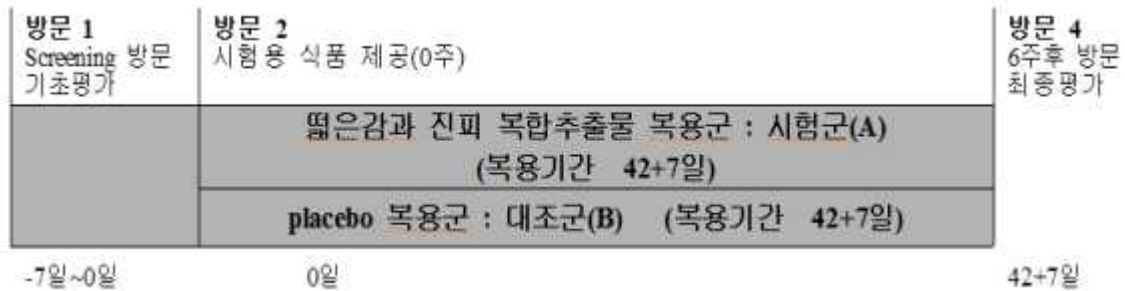 방문 1
Screening 방문
기초평가
방문 2
시험용 식품 제공(0주)
방문 4
6주후 방문
최종평가
떫은감과 진피 복합추출물 복용군 : 시험군(A)
(복용기간 42+7일)
placebo 복용군 : 대조군(B) (복용기간 42+7일)
-7일~0일
0일
42+7일